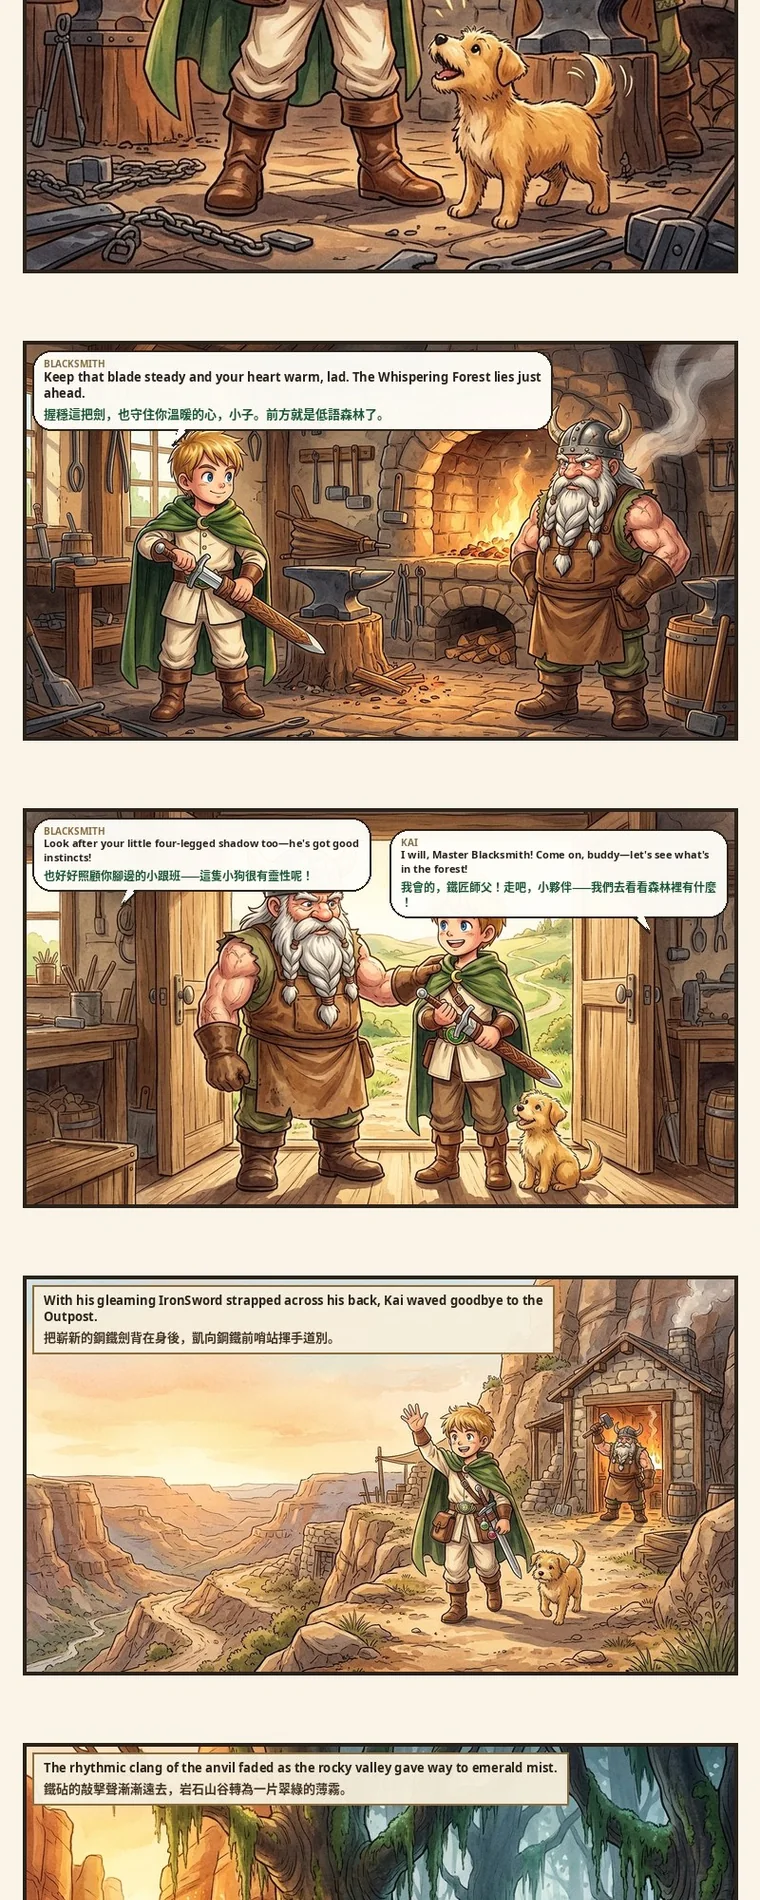 BLACKSMITH
Keep that blade steady and your heart warm, lad. The Whispering Forest lies just
ahead.
握穩這把劍，也守住你溫暖的心，小子。前方就是低語森林了。
BLACKSMITH
Look after your little four-legged shadow too—he's got good
instincts!
也好好照顧你腳邊的小跟班——這隻小狗很有靈性呢！
KAI
I will, Master Blacksmith! Come on, buddy—let's see what's
in the forest!
我會的，鐵匠師父！走吧，小夥伴——我們去看看森林裡有什麼
！
With his gleaming IronSword strapped across his back, Kai waved goodbye to the
Outpost.
把嶄新的鋼鐵劍背在身後，凱向鋼鐵前哨站揮手道別。
The rhythmic clang of the anvil faded as the rocky valley gave way to emerald mist.
鐵砧的敲擊聲漸漸遠去，岩石山谷轉為一片翠綠的薄霧。